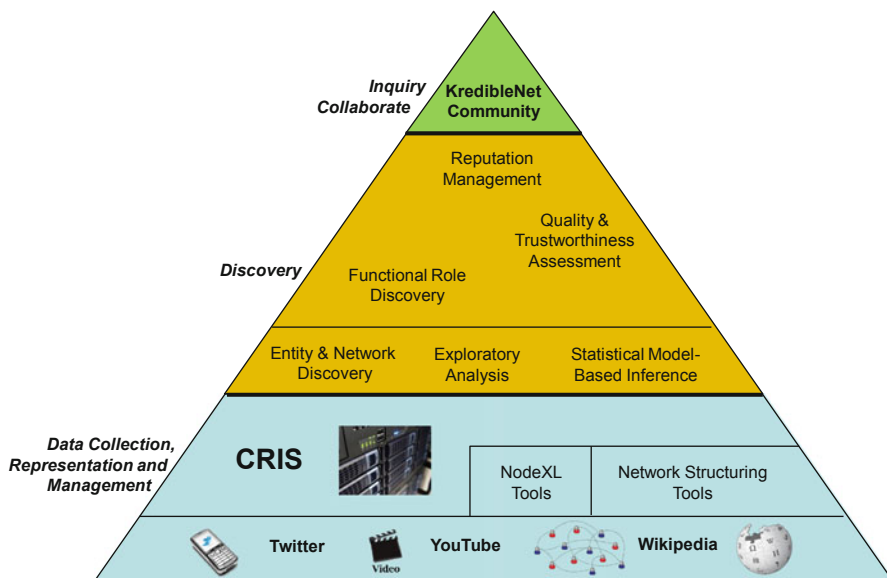 Inquiry
Collaborate
KredibleNet
Community
Reputation
Management
Quality &
Trustworthiness
Assessment
Discovery
Functional Role
Discovery
Entity & Network
Discovery
Exploratory
Analysis
Statistical Model-
Based Inference
Data Collection,
Representation and
Management
CRIS
NodeXL
Tools
Network Structuring
Tools
Twitter
Video
YouTube
Wikipedia